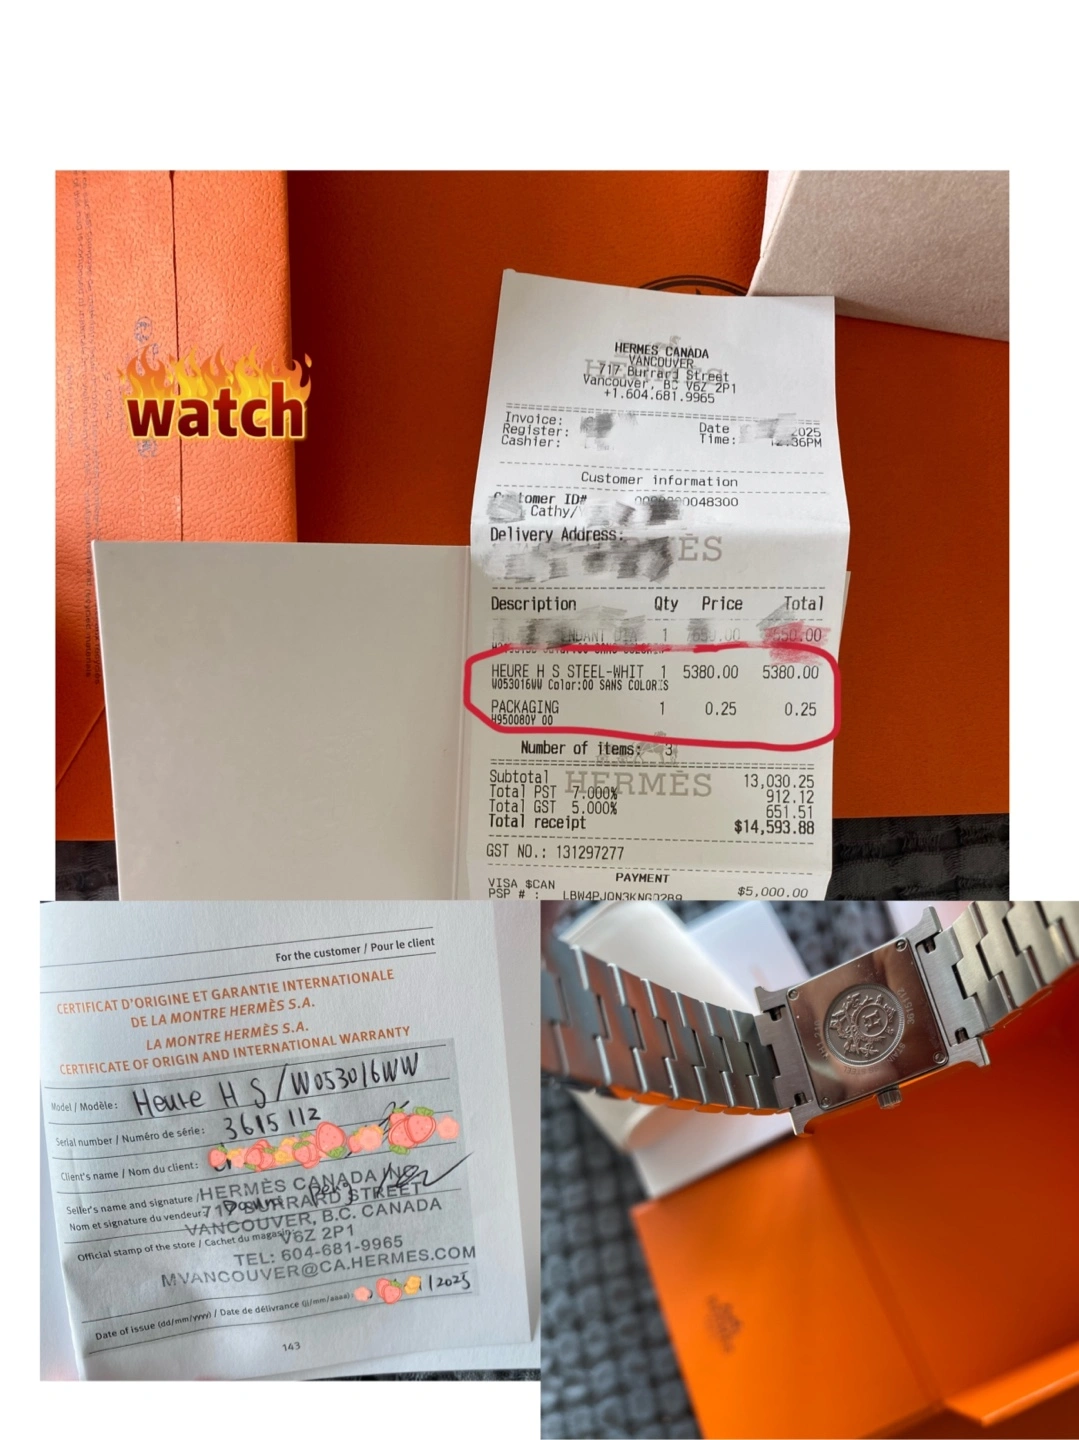 watch
HERMES CANADA
VANCOUVER
717 Burrard Street
Vancouver, BC V6Z 2P1
+1.604.681.9965
Invoice:
Register:
Cashier:
Date 2025
Time: 36PM
Customer information
Customer ID# 48300
Cathy/
Delivery Address:
HERMÈS
Description Qty Price Total
1
HEURE H S STEEL-WHIT 1 5380.00 5380.00
W053016WW Color:00 SANS COLORIS
PACKAGING 1 0.25 0.25
H950080Y 00
Number of items: 3
HERMÈS
Subtotal 13,030.25
Total PST 7.000% 912.12
Total GST 5.000% 651.51
Total receipt $14,593.88
GST NO.: 131297277
PAYMENT
VISA $CAN $5,000.00
PSP # : LBW4PJQN3KNGQ2B9
For the customer / Pour le client
CERTIFICAT D'ORIGINE ET GARANTIE INTERNATIONALE
DE LA MONTRE HERMÈS S.A.
LA MONTRE HERMÈS S.A.
CERTIFICATE OF ORIGIN AND INTERNATIONAL WARRANTY
Model / Modèle: Heure H S/W053016WW
Serial number / Numéro de série: 3615112
Client's name / Nom du client:
Seller's name and signature /
Nom et signature du vendeur:
HERMÈS CANADA INC
717 BURRARD STREET
VANCOUVER, B.C. CANADA
Official stamp of the store / Cachet du magasin:
V6Z 2P1
TEL: 604-681-9965
MVANCOUVER@CA.HERMES.COM
Date of issue (dd/mm/yyyy) / Date de délivrance (jj/mm/aaaa): /2025
143
3615112